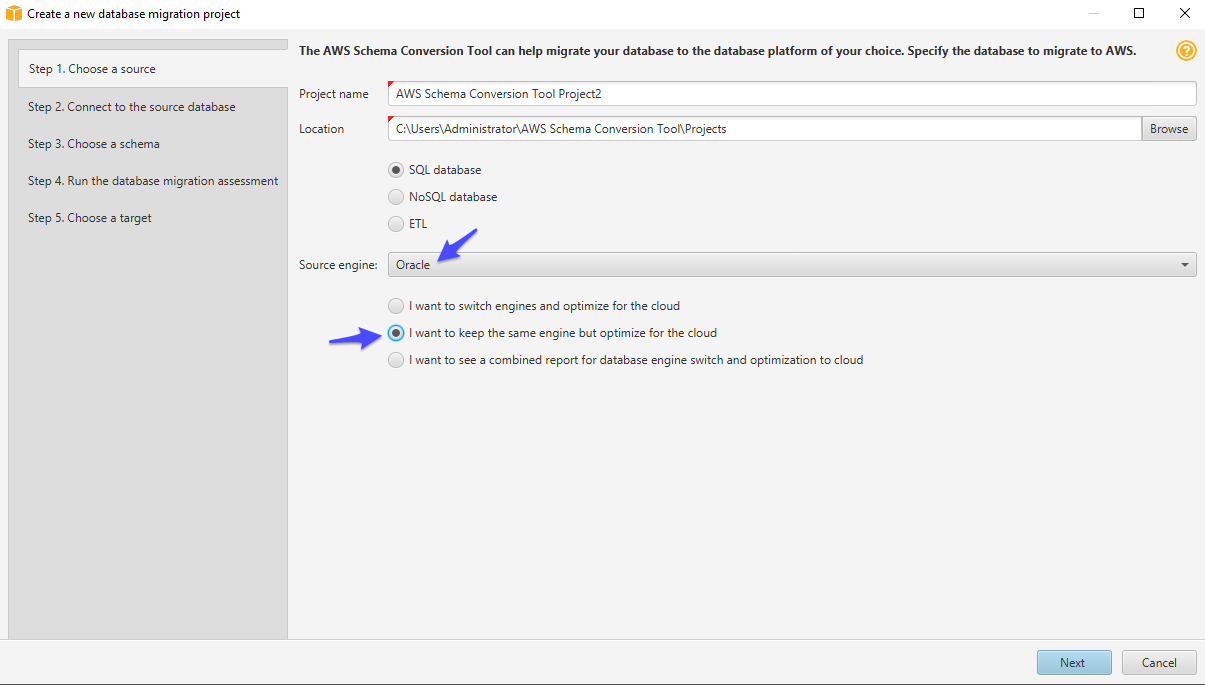 Create a new database migration project
Step 1. Choose a source
Step 2. Connect to the source database
Step 3. Choose a schema
Step 4. Run the database migration assessment
Step 5. Choose a target
The AWS Schema Conversion Tool can help migrate your database to the database platform of your choice. Specify the database to migrate to AWS.
?
Project name AWS Schema Conversion Tool Project2
Location C:\Users\Administrator\AWS Schema Conversion Tool\Projects Browse
SQL database
NoSQL database
ETL
Source engine: Oracle
I want to switch engines and optimize for the cloud
I want to keep the same engine but optimize for the cloud
I want to see a combined report for database engine switch and optimization to cloud
Next Cancel